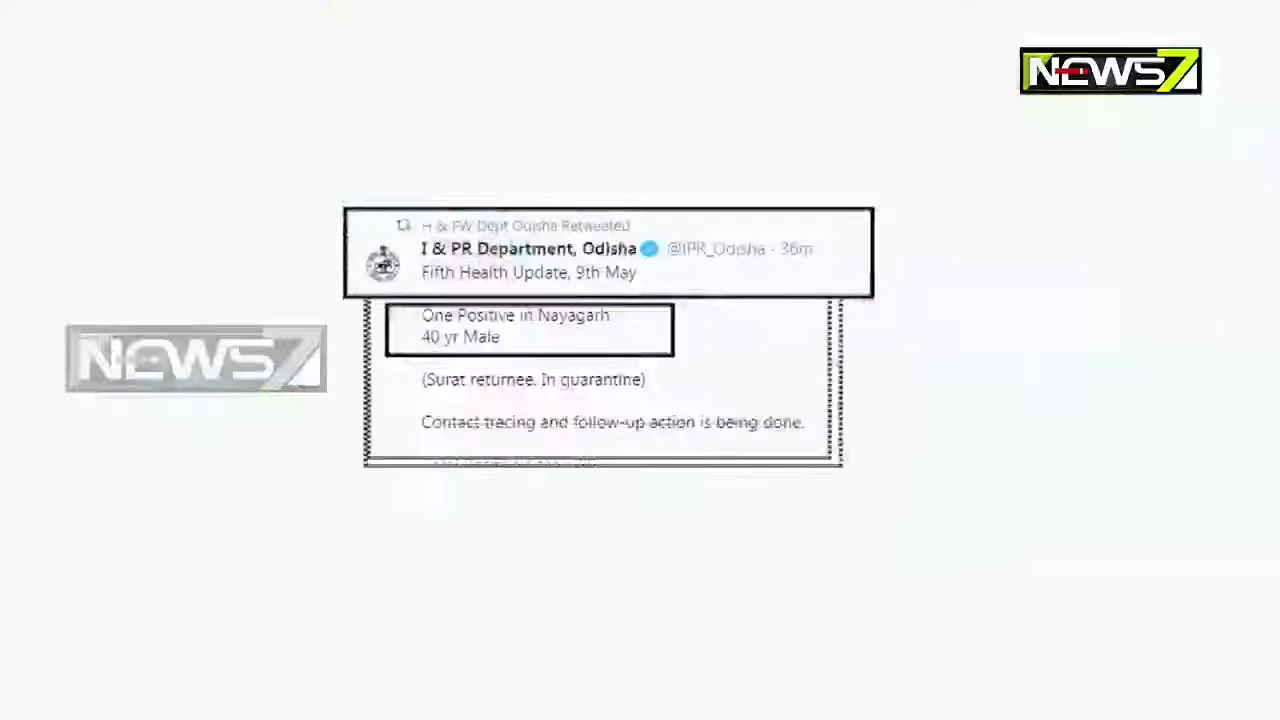 NEWS7
H & FW Dept Odisha Retweeted
I & PR Department, Odisha @IPR_Odisha · 36m
Fifth Health Update, 9th May
One Positive in Nayagarh
40 yr Male
NEWS7
(Surat returnee. In quarantine)
Contact tracing and follow-up action is being done.